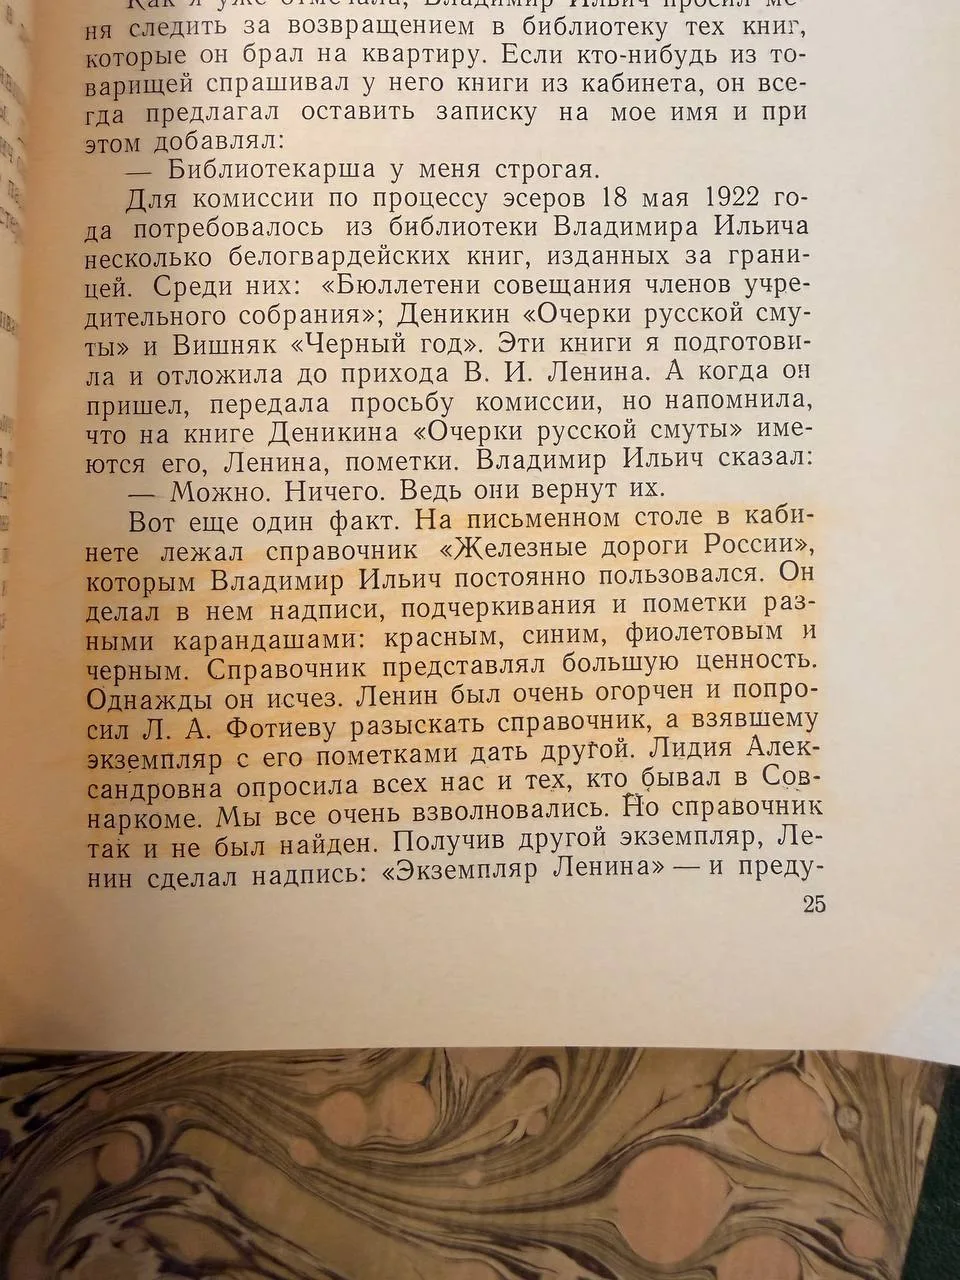 Как я уже отмечала, Владимир Ильич просил ме-
ня следить за возвращением в библиотеку тех книг,
которые он брал на квартиру. Если кто-нибудь из то-
варищей спрашивал у него книги из кабинета, он все-
гда предлагал оставить записку на мое имя и при
этом добавлял:
— Библиотекарша у меня строгая.
Для комиссии по процессу эсеров 18 мая 1922 го-
да потребовалось из библиотеки Владимира Ильича
несколько белогвардейских книг, изданных за грани-
цей. Среди них: «Бюллетени совещания членов учре-
дительного собрания»; Деникин «Очерки русской сму-
ты» и Вишняк «Черный год». Эти книги я подготови-
ла и отложила до прихода В. И. Ленина. А когда он
пришел, передала просьбу комиссии, но напомнила,
что на книге Деникина «Очерки русской смуты» име-
ются его, Ленина, пометки. Владимир Ильич сказал:
— Можно. Ничего. Ведь они вернут их.
Вот еще один факт. На письменном столе в каби-
нете лежал справочник «Железные дороги России»,
которым Владимир Ильич постоянно пользовался. Он
делал в нем надписи, подчеркивания и пометки раз-
ными карандашами: красным, синим, фиолетовым и
черным. Справочник представлял большую ценность.
Однажды он исчез. Ленин был очень огорчен и попро-
сил Л. А. Фотиеву разыскать справочник, а взявшему
экземпляр с его пометками дать другой. Лидия Алек-
сандровна опросила всех нас и тех, кто бывал в Сов-
наркоме. Мы все очень взволновались. Но справочник
так и не был найден. Получив другой экземпляр, Ле-
нин сделал надпись: «Экземпляр Ленина» — и преду-
25